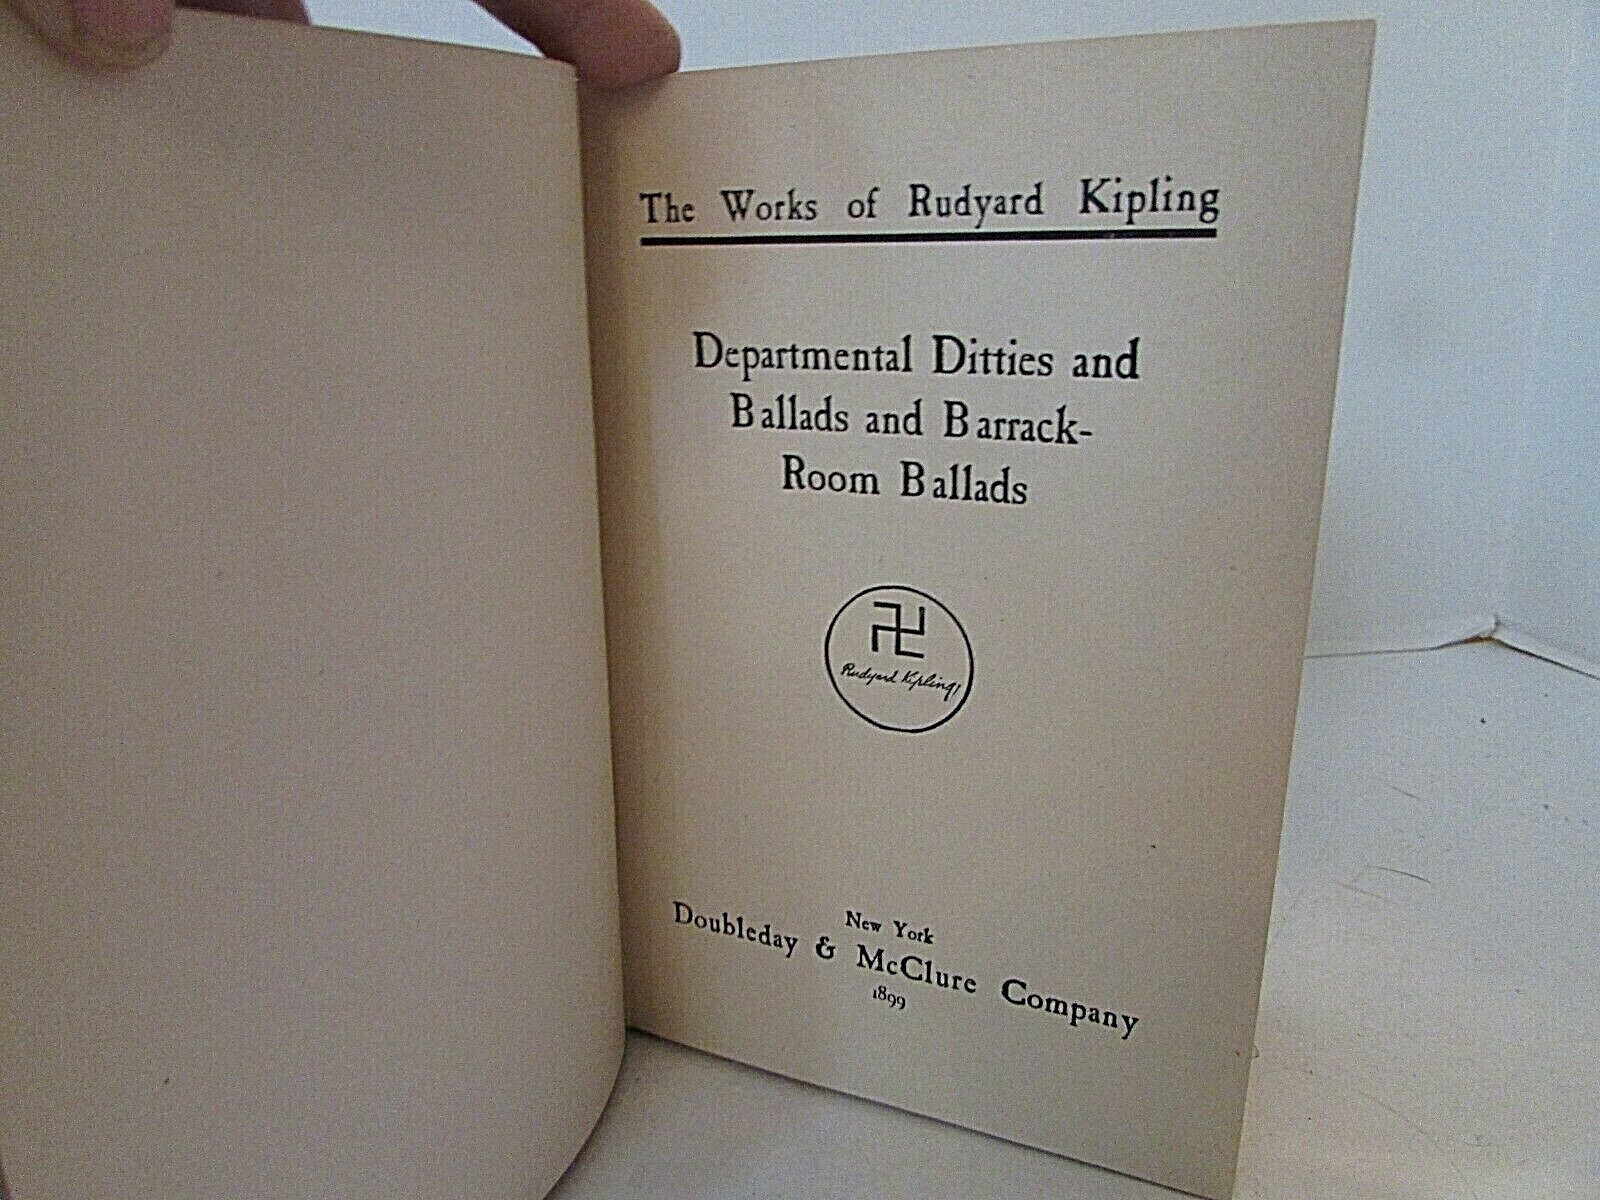 The Works of Rudyard Kipling
Departmental Ditties and
Ballads and Barrack-
Room Ballads
Rudyard Kipling
New York
Doubleday & McClure Company
1899